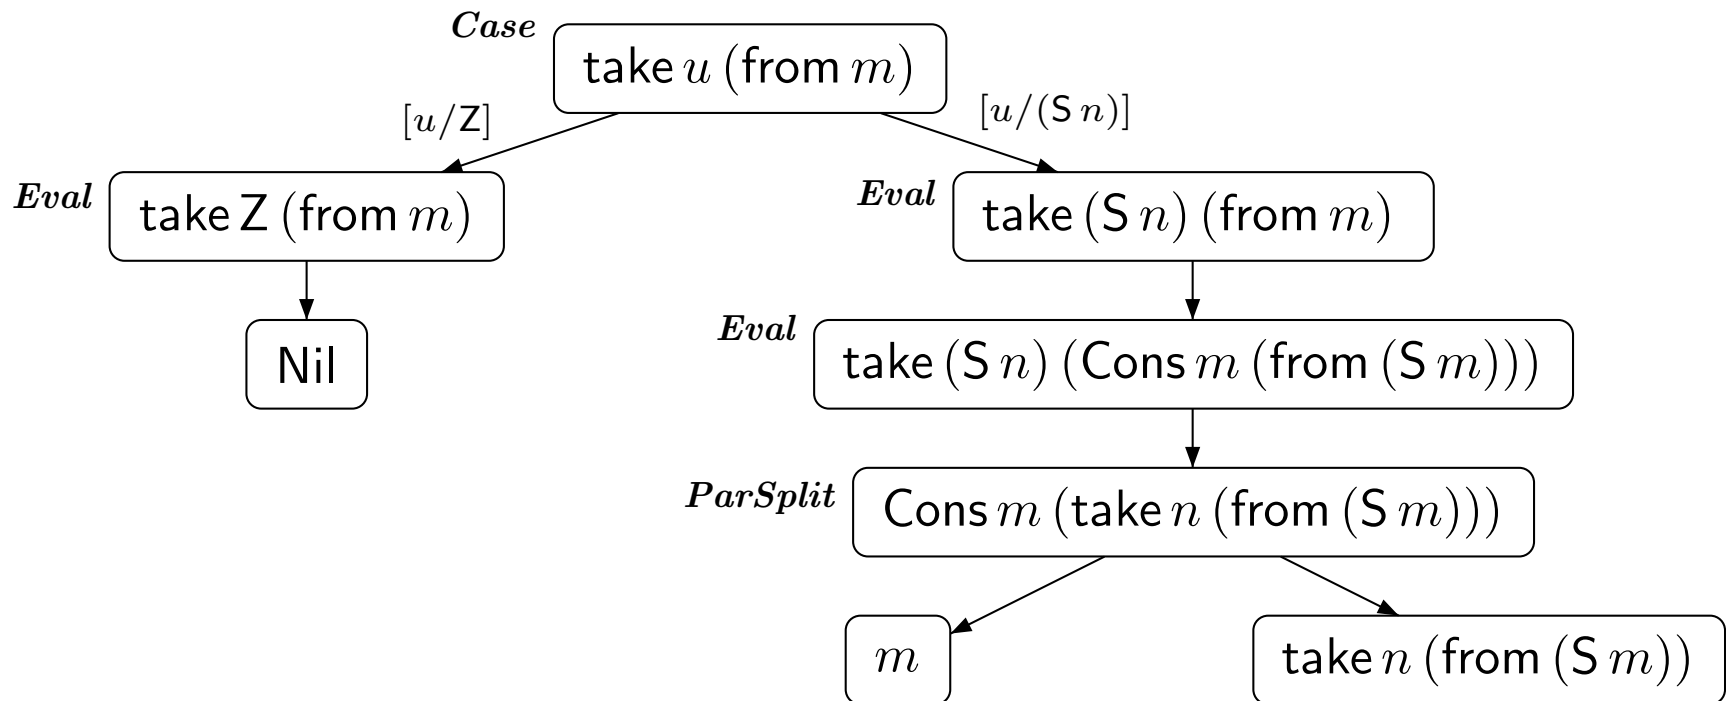 Case
take u (from m)
[u/Z]
[u/(S n)]
Eval
take Z (from m)
Eval
take (S n) (from m)
Nil
Eval
take (S n) (Cons m (from (S m)))
ParSplit
Cons m (take n (from (S m)))
m
take n (from (S m))